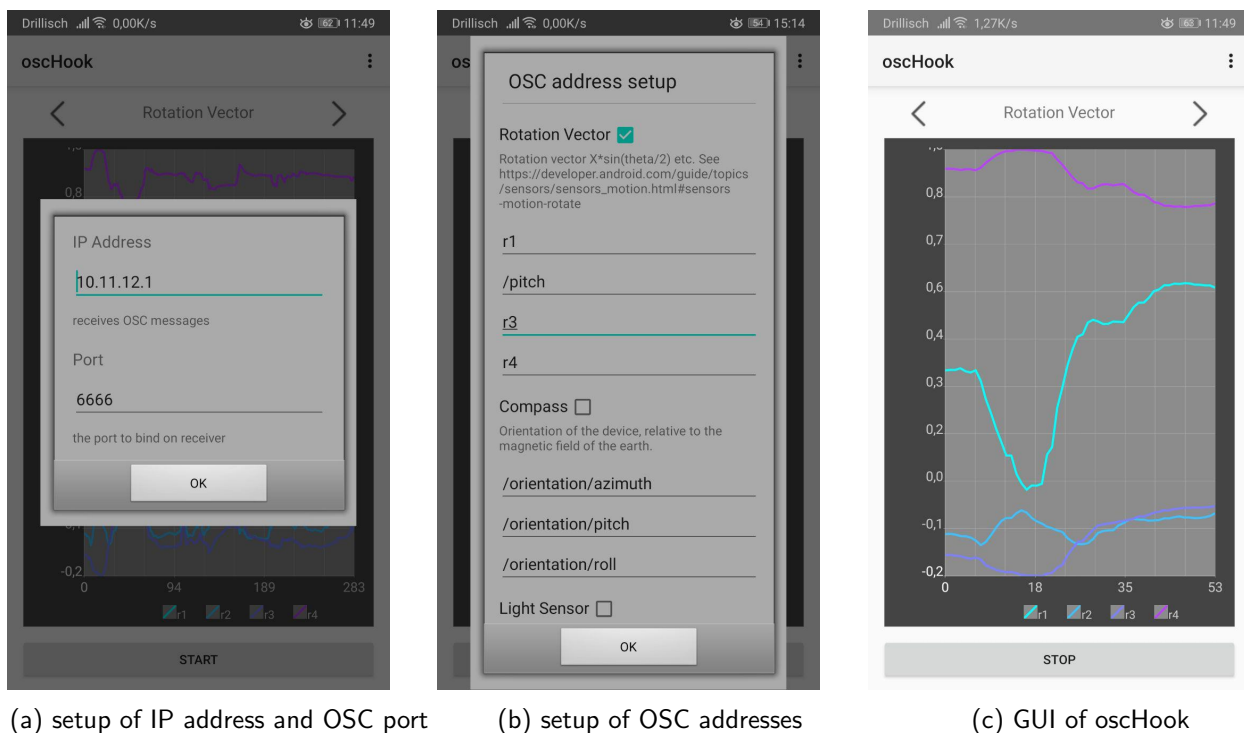 Drillisch 0,00K/s 62 11:49
oscHook
Rotation Vector
0,8
IP Address
10.11.12.1
receives OSC messages
Port
6666
the port to bind on receiver
OK
-0,2
0 94 189 283
r1 r2 r3 r4
START
(a) setup of IP address and OSC port
Drillisch 0,00K/s 54 15:14
os
OSC address setup
Rotation Vector
Rotation vector X*sin(theta/2) etc. See
https://developer.android.com/guide/topics
/sensors/sensors_motion.html#sensors
-motion-rotate
r1
/pitch
r3
r4
Compass
Orientation of the device, relative to the
magnetic field of the earth.
/orientation/azimuth
/orientation/pitch
/orientation/roll
Light Sensor
OK
(b) setup of OSC addresses
Drillisch 1,27K/s 63 11:49
oscHook
Rotation Vector
0,8
0,7
0,6
0,4
0,3
0,2
0,0
-0,1
-0,2
0 18 35 53
r1 r2 r3 r4
STOP
(c) GUI of oscHook